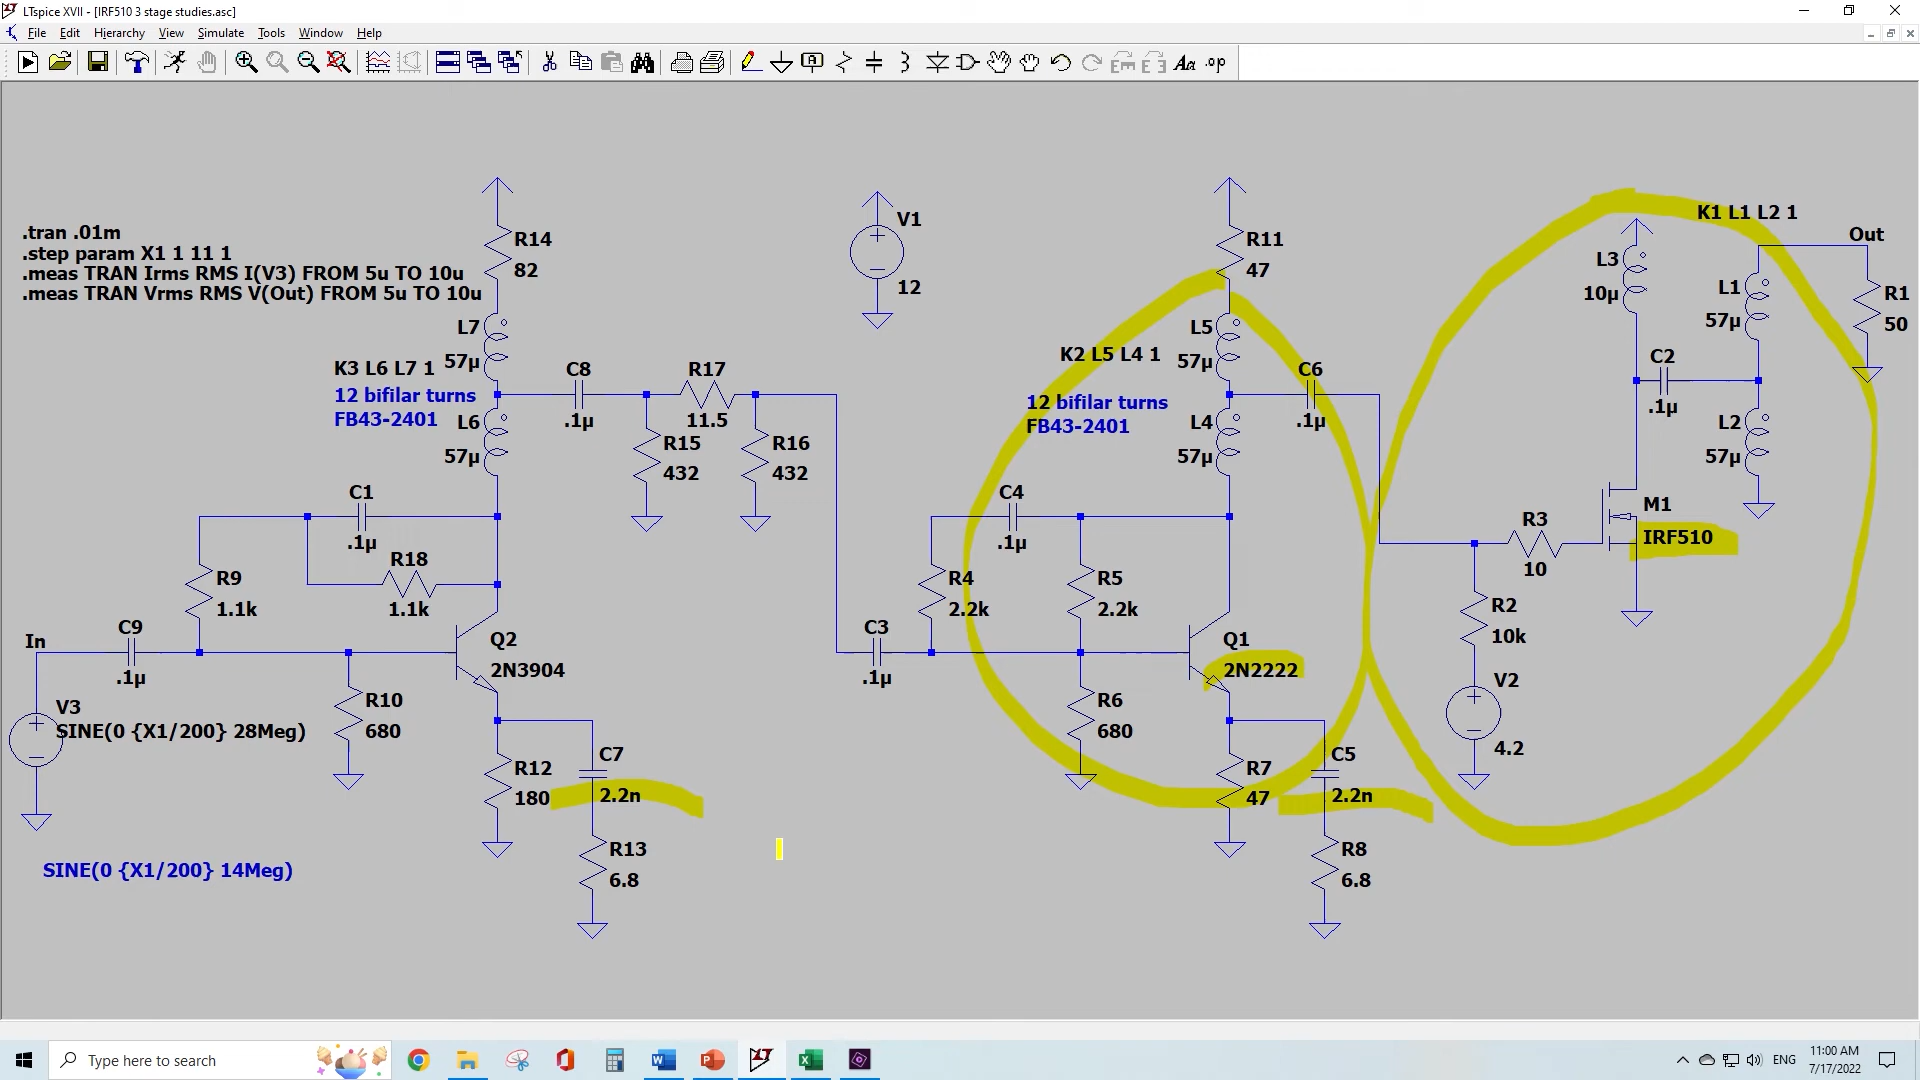 LTspice XVII - [IRF510 3 stage studies.asc]
File Edit Hierarchy View Simulate Tools Window Help
.tran .01m
.step param X1 1 11 1
.meas TRAN Irms RMS I(V3) FROM 5u TO 10u
.meas TRAN Vrms RMS V(Out) FROM 5u TO 10u
R14
82
L7
57µ
K3 L6 L7 1
12 bifilar turns
FB43-2401
L6
57µ
C8
.1µ
R17
11.5
R15
432
R16
432
C1
.1µ
R18
1.1k
R9
1.1k
In
C9
.1µ
Q2
2N3904
V3
SINE(0 {X1/200} 28Meg)
R10
680
R12
180
C7
2.2n
R13
6.8
SINE(0 {X1/200} 14Meg)
V1
12
R11
47
L5
57µ
K2 L5 L4 1
12 bifilar turns
FB43-2401
L4
57µ
C6
.1µ
C4
.1µ
R4
2.2k
R5
2.2k
C3
.1µ
Q1
2N2222
R6
680
R7
47
C5
2.2n
R8
6.8
K1 L1 L2 1
Out
L3
10µ
L1
57µ
R1
50
C2
.1µ
L2
57µ
M1
IRF510
R3
10
R2
10k
V2
4.2
Type here to search
ENG
11:00 AM
7/17/2022